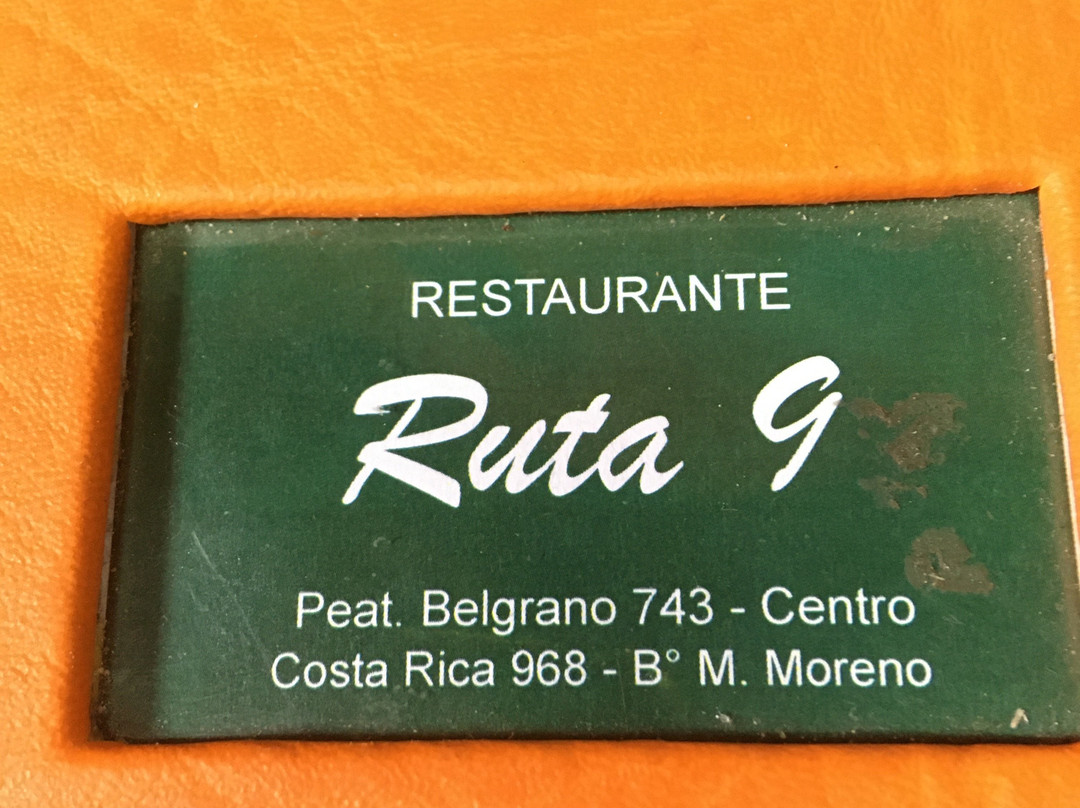 RESTAURANTE
Ruta 9
Peat. Belgrano 743 - Centro
Costa Rica 968 - B° M. Moreno